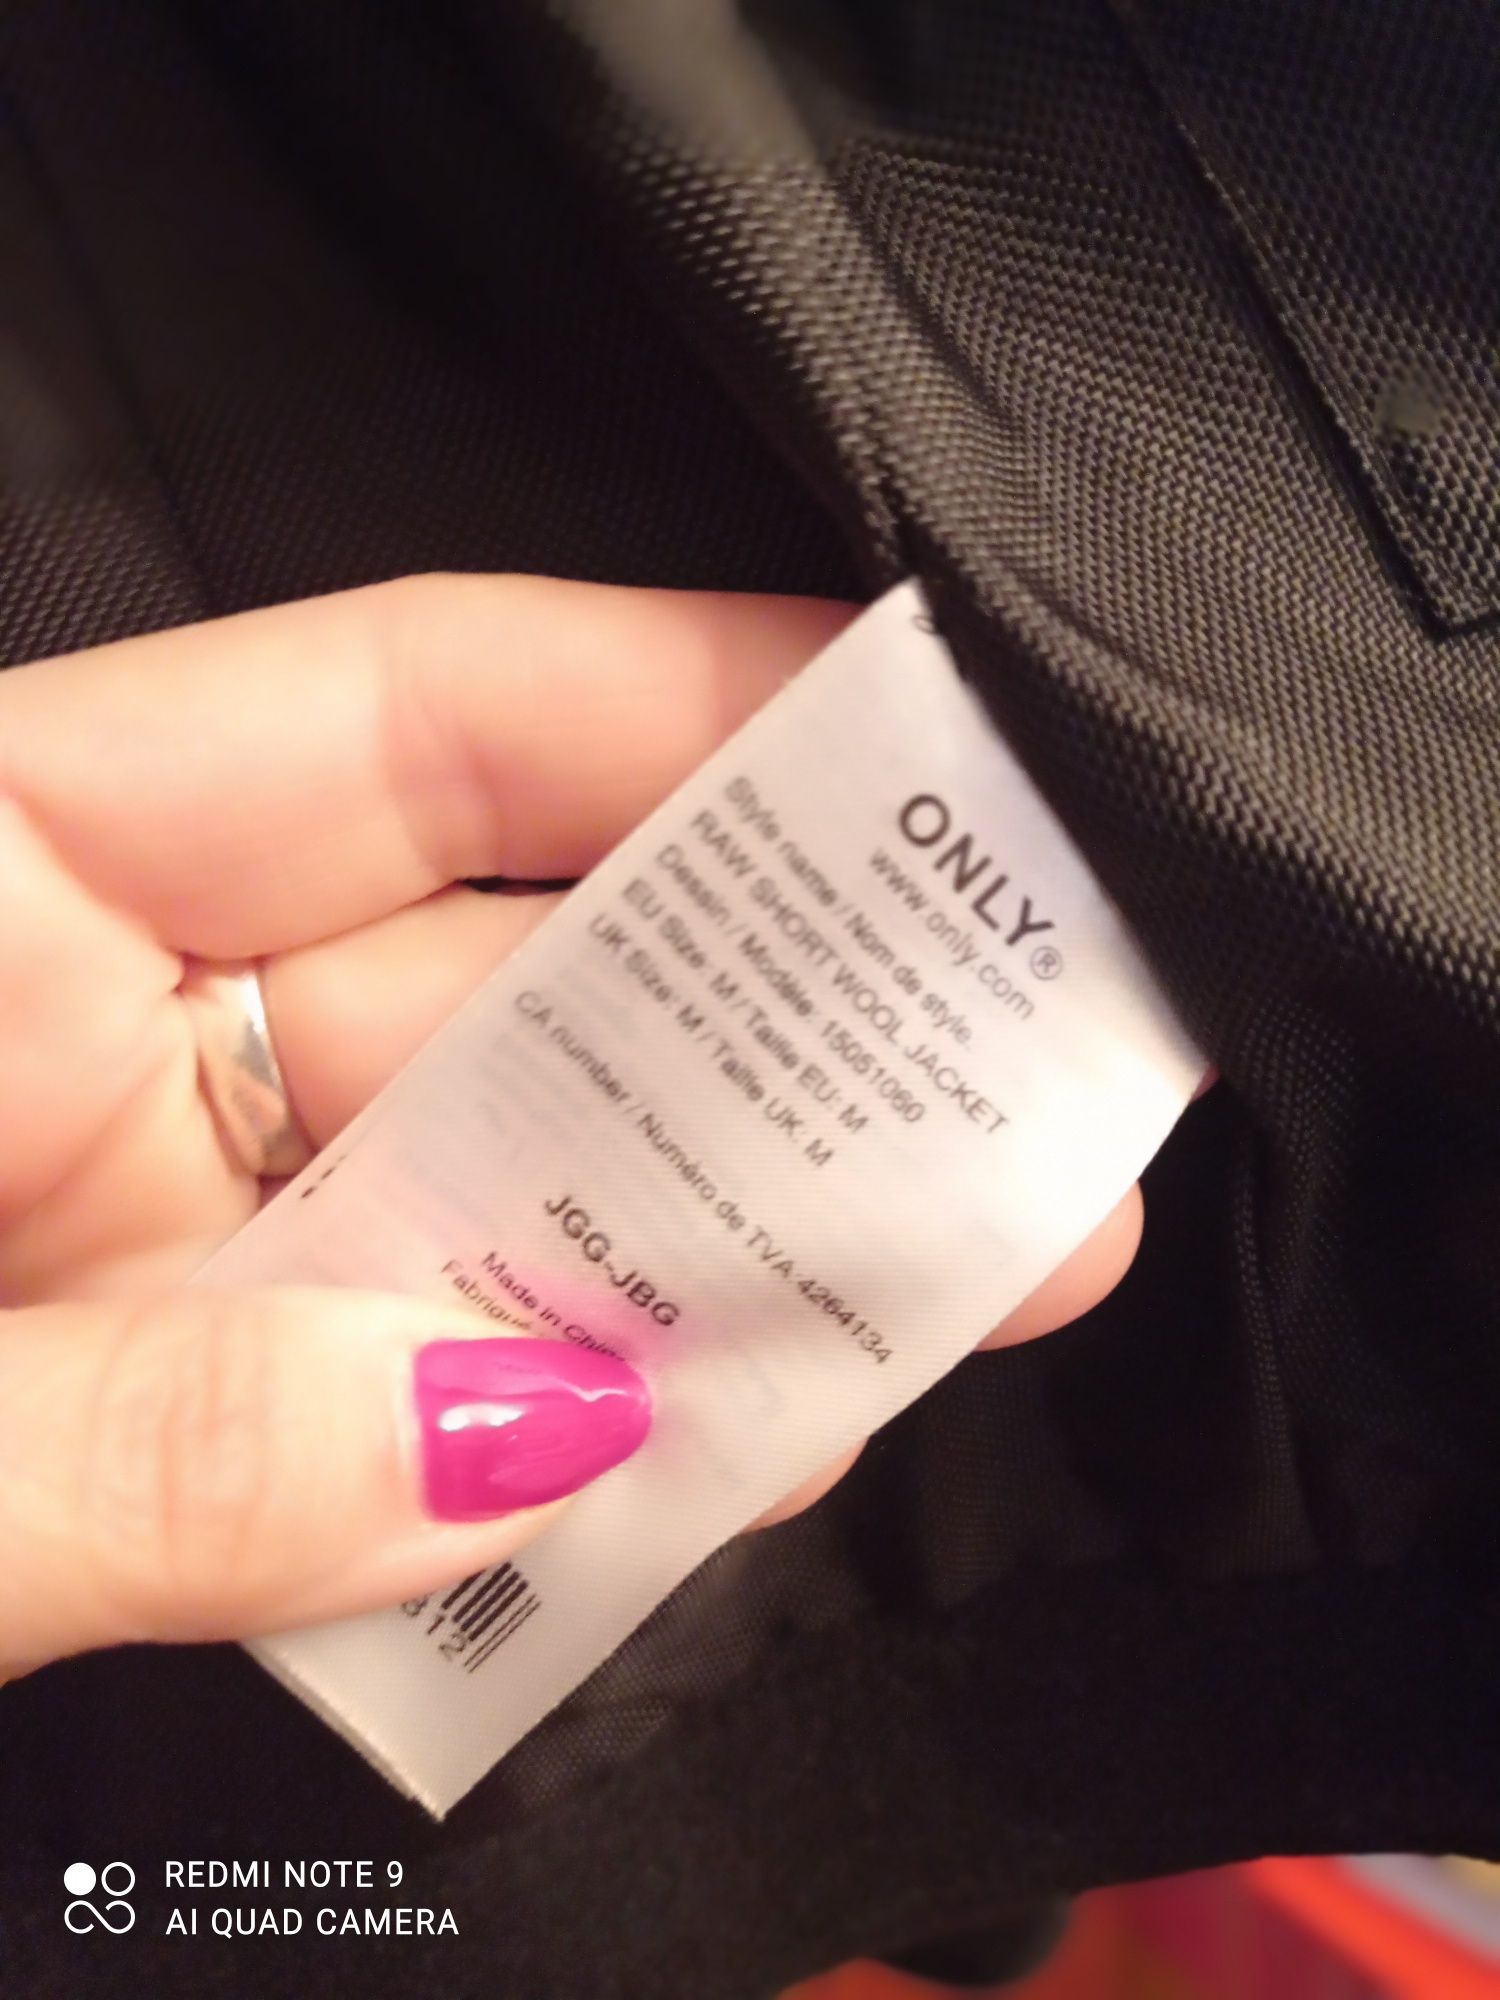 ONLY®
www.only.com
Style name / Nom de style.
RAW SHORT WOOL JACKET
Dessin / Modèle: 15051060
EU Size: M / Taille EU: M
UK Size: M / Taille UK: M
CA number / Numéro de TVA:4264134
JGG-JBG
Made in China
Fabriqué
812
REDMI NOTE 9
AI QUAD CAMERA